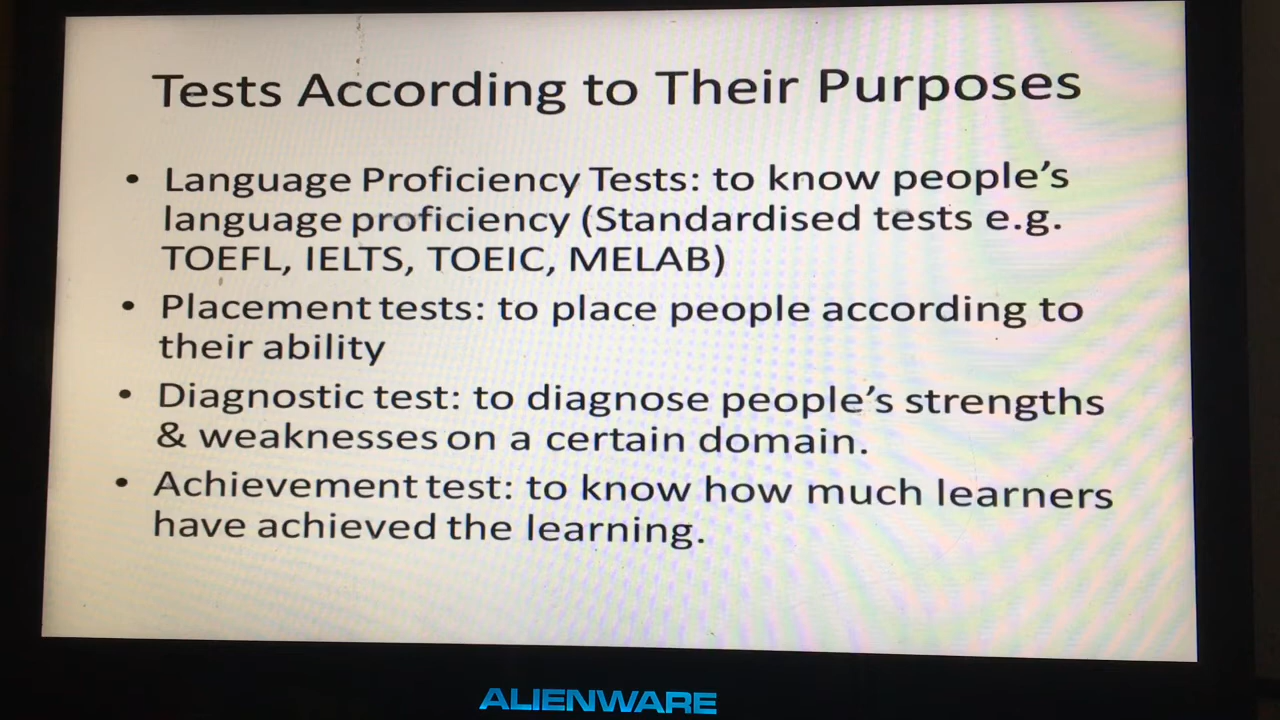 Tests According to Their Purposes
• Language Proficiency Tests: to know people’s
language proficiency (Standardised tests e.g.
TOEFL, IELTS, TOEIC, MELAB)
• Placement tests: to place people according to
their ability
• Diagnostic test: to diagnose people’s strengths
& weaknesses on a certain domain.
• Achievement test: to know how much learners
have achieved the learning.
ALIENWARE